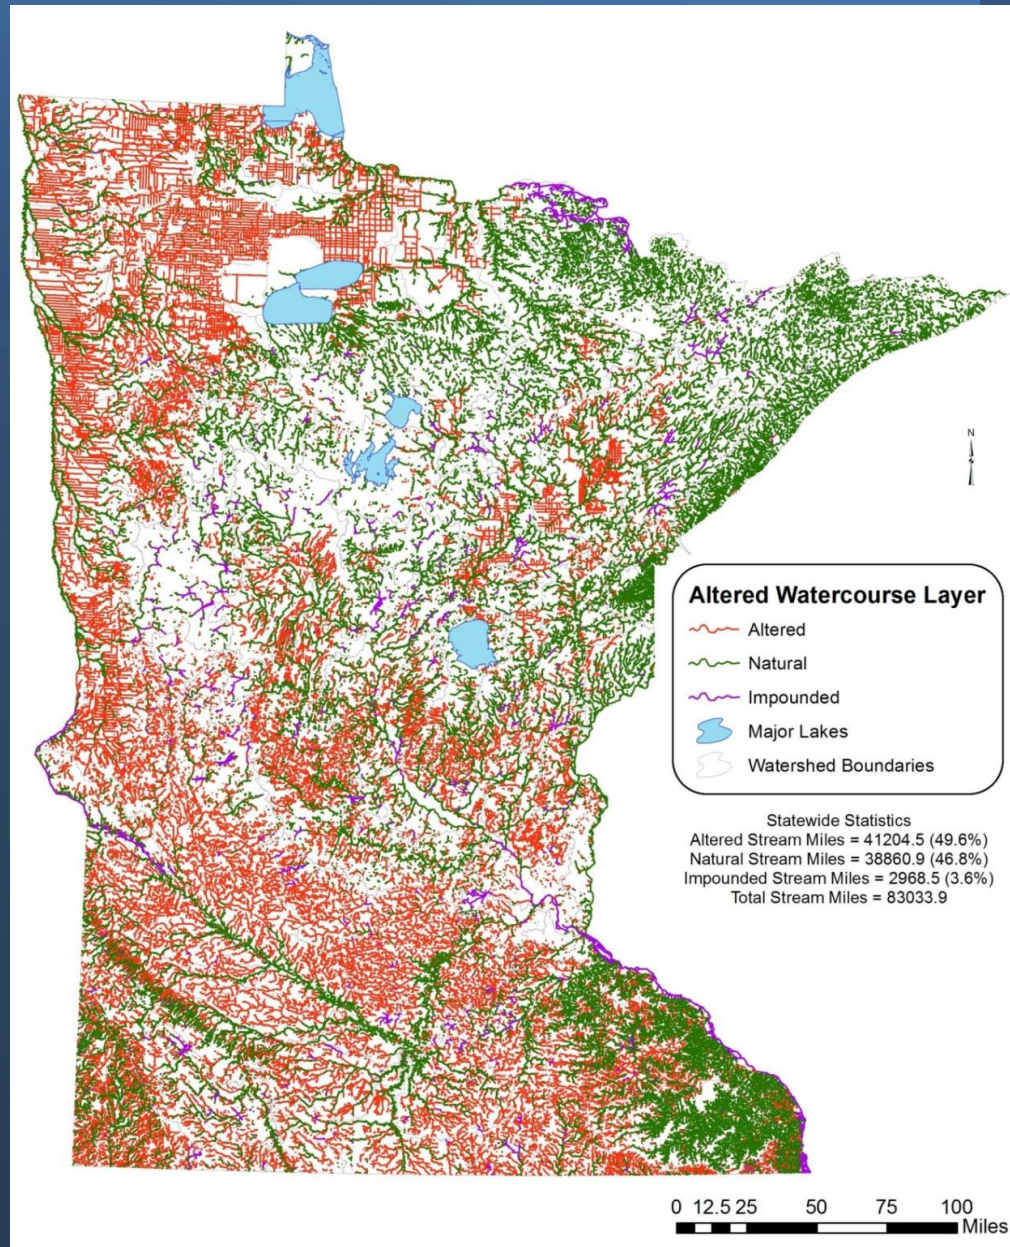 N
Altered Watercourse Layer
Altered
Natural
Impounded
Major Lakes
Watershed Boundaries
Statewide Statistics
Altered Stream Miles = 41204.5 (49.6%)
Natural Stream Miles = 38860.9 (46.8%)
Impounded Stream Miles = 2968.5 (3.6%)
Total Stream Miles = 83033.9
0 12.5 25 50 75 100
Miles